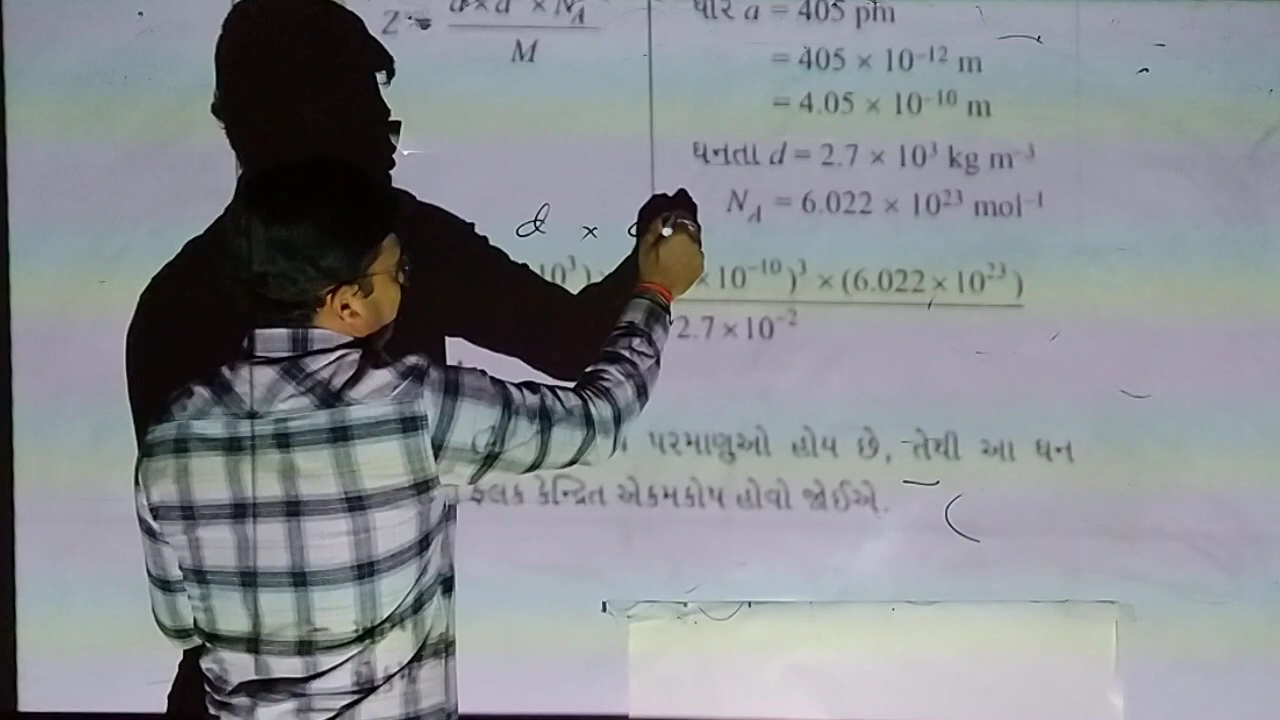 Z = d × a × N_A
M
ધાર a = 405 pm
= 405 × 10⁻¹² m
= 4.05 × 10⁻¹⁰ m
ઘનતા d = 2.7 × 10³ kg m⁻³
N_A = 6.022 × 10²³ mol⁻¹
d ×
10³) × 10⁻¹⁰)³ × (6.022 × 10²³)
2.7 × 10⁻²
પરમાણુઓ હોય છે, તેથી આ ઘન
ફલક કેન્દ્રિત એકમકોષ હોવો જોઈએ.